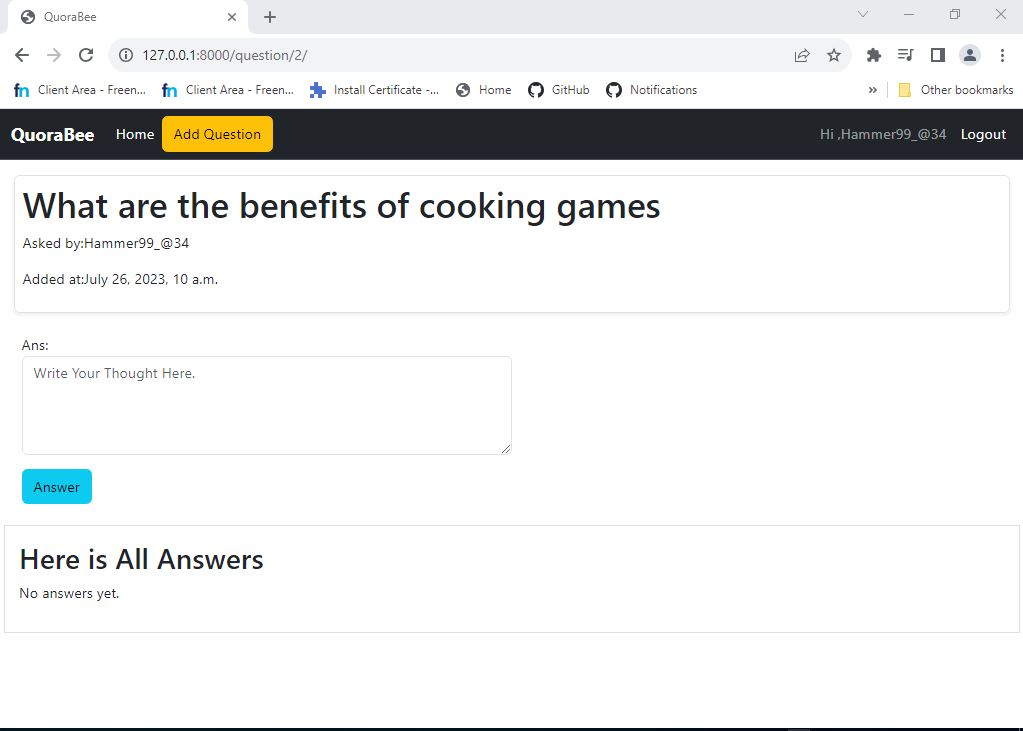 QuoraBee
127.0.0.1:8000/question/2/
Client Area - Freen... Client Area - Freen... Install Certificate -... Home GitHub Notifications » Other bookmarks
QuoraBee Home Add Question Hi ,Hammer99_@34 Logout
What are the benefits of cooking games
Asked by:Hammer99_@34
Added at:July 26, 2023, 10 a.m.
Ans:
Write Your Thought Here.
Answer
Here is All Answers
No answers yet.